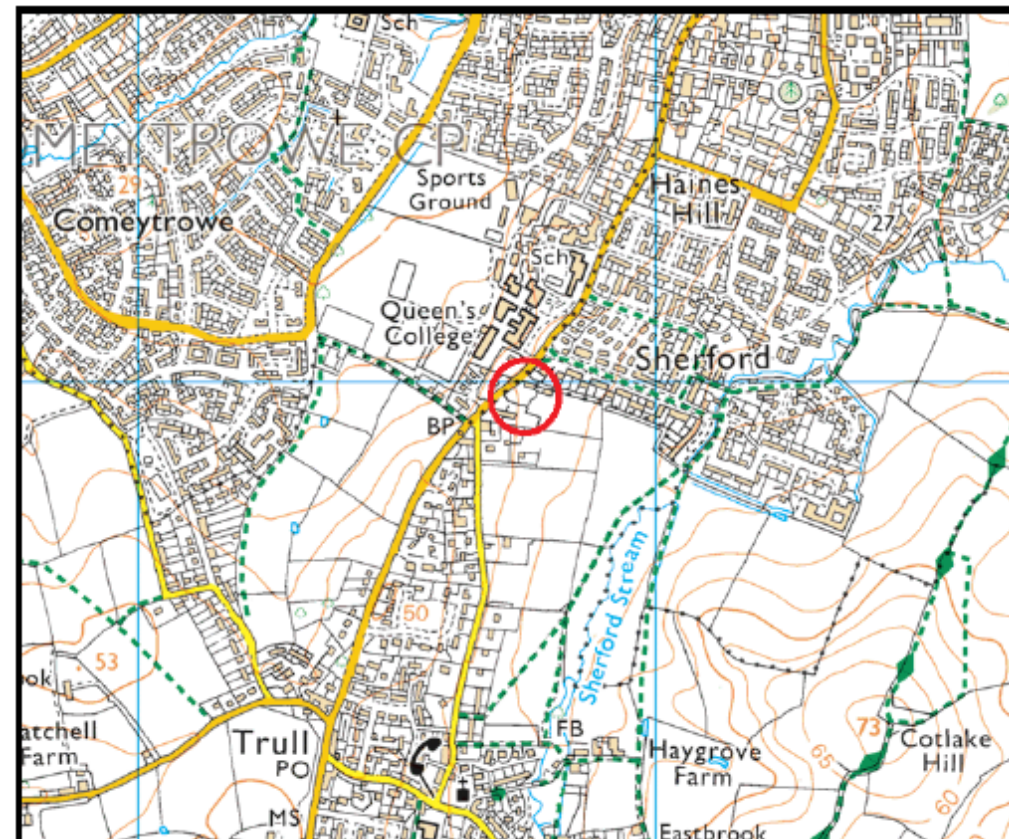 Sch
MEYTROWE CP
29
Comeytrowe
Sports
Ground
Haines
Hill
27
Sch
Queen's
College
Sherford
BP
50
53
ook
Sherford Stream
atchell
Farm
Trull
PO
FB
Haygrove
Farm
73
Cotlake
Hill
65
60
MS
Eastbrook